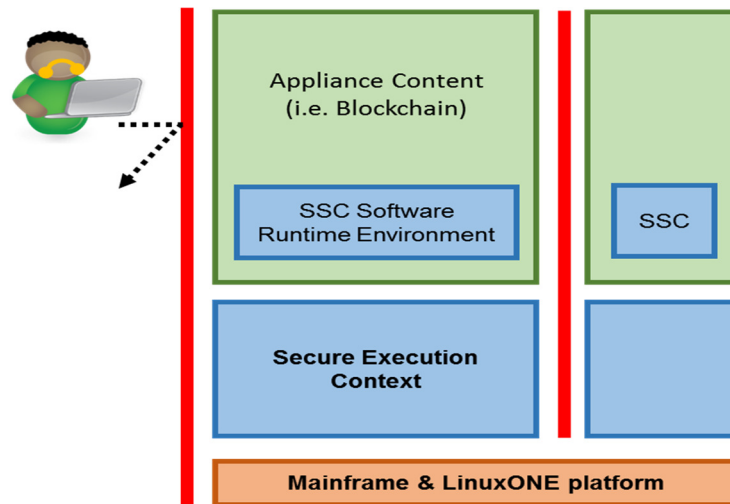 Appliance Content
(i.e. Blockchain)
SSC Software
Runtime Environment
SSC
Secure Execution
Context
Mainframe & LinuxONE platform